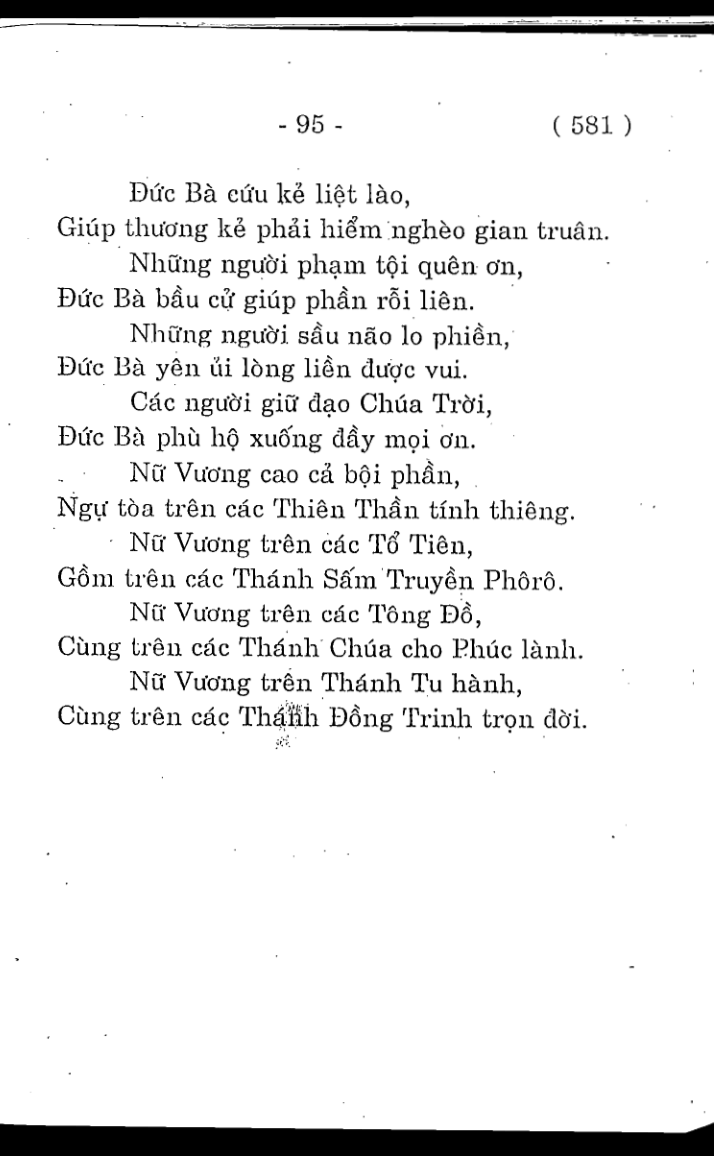 - 95 - ( 581 )
Đức Bà cứu kẻ liệt lào,
Giúp thương kẻ phải hiểm nghèo gian truân.
Những người phạm tội quên ơn,
Đức Bà bầu cử giúp phần rỗi liên.
Những người sầu não lo phiền,
Đức Bà yên ủi lòng liền được vui.
Các người giữ đạo Chúa Trời,
Đức Bà phù hộ xuống đầy mọi ơn.
Nữ Vương cao cả bội phần,
Ngự tòa trên các Thiên Thần tính thiêng.
Nữ Vương trên các Tổ Tiên,
Gồm trên các Thánh Sấm Truyền Phôrô.
Nữ Vương trên các Tông Đồ,
Cùng trên các Thánh Chúa cho Phúc lành.
Nữ Vương trên Thánh Tu hành,
Cùng trên các Thánh Đồng Trinh trọn đời.